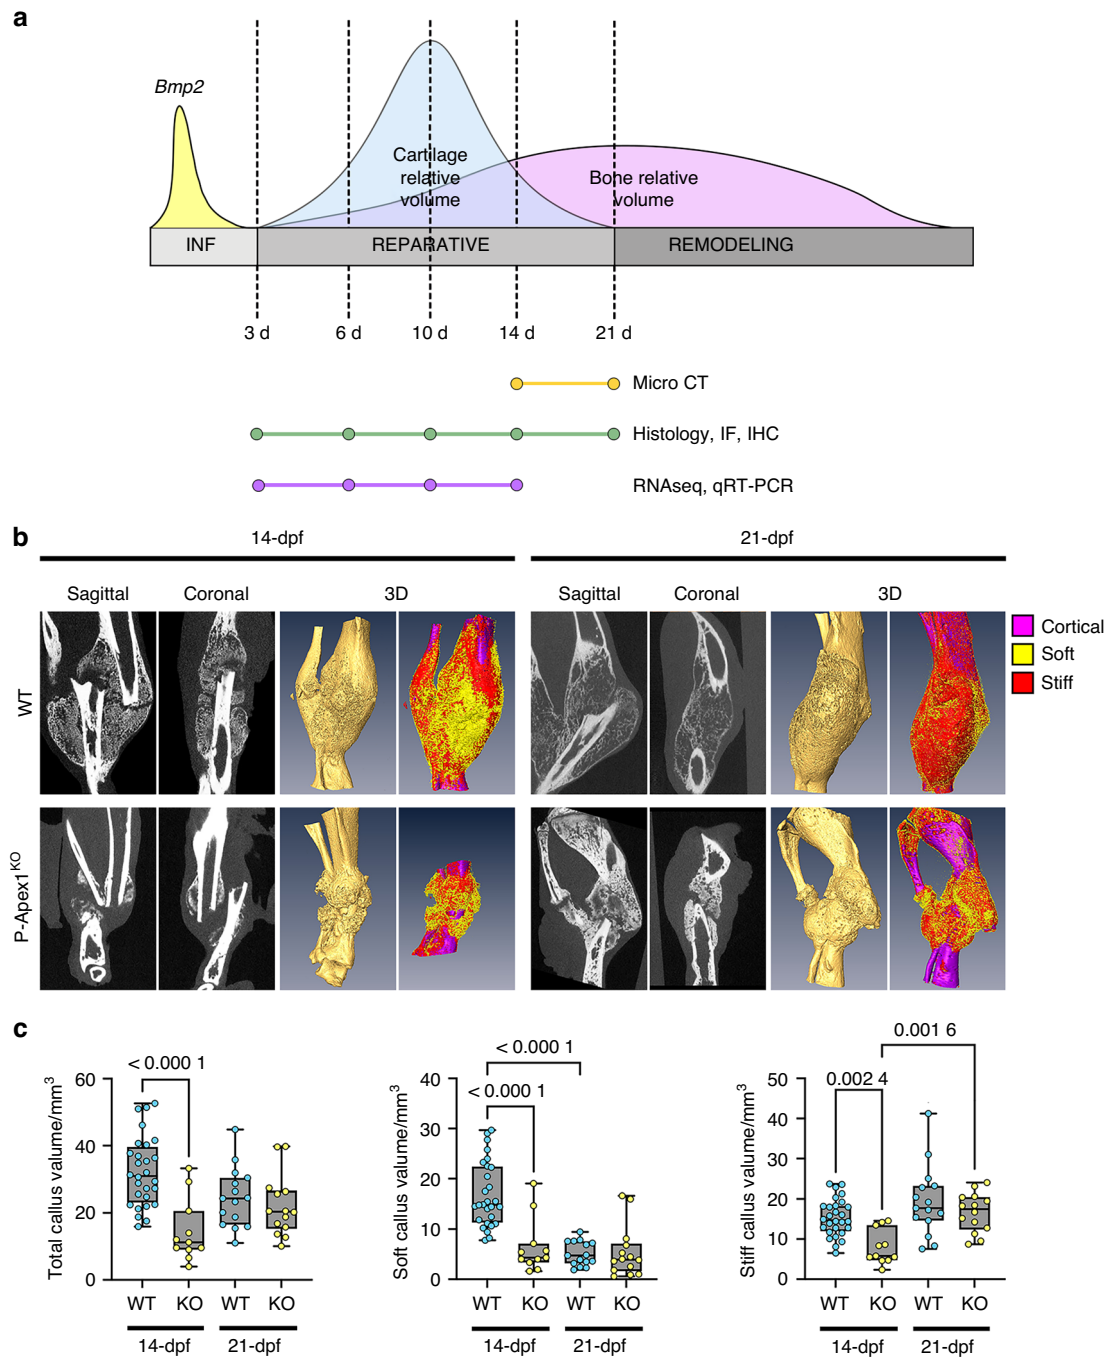 a
Bmp2
Cartilage
relative
volume
Bone relative
volume
INF
REPARATIVE
REMODELING
3 d
6 d
10 d
14 d
21 d
Micro CT
Histology, IF, IHC
RNAseq, qRT-PCR
b
14-dpf
21-dpf
Sagittal
Coronal
3D
Sagittal
Coronal
3D
Cortical
Soft
Stiff
WT
P-Apex1KO
c
Total callus valume/mm3
60
40
20
0
< 0.000 1
WT
KO
WT
KO
14-dpf
21-dpf
Soft callus valume/mm3
40
30
20
10
0
< 0.000 1
< 0.000 1
WT
KO
WT
KO
14-dpf
21-dpf
Stiff callus valume/mm3
50
40
30
20
10
0
0.001 6
0.002 4
WT
KO
WT
KO
14-dpf
21-dpf